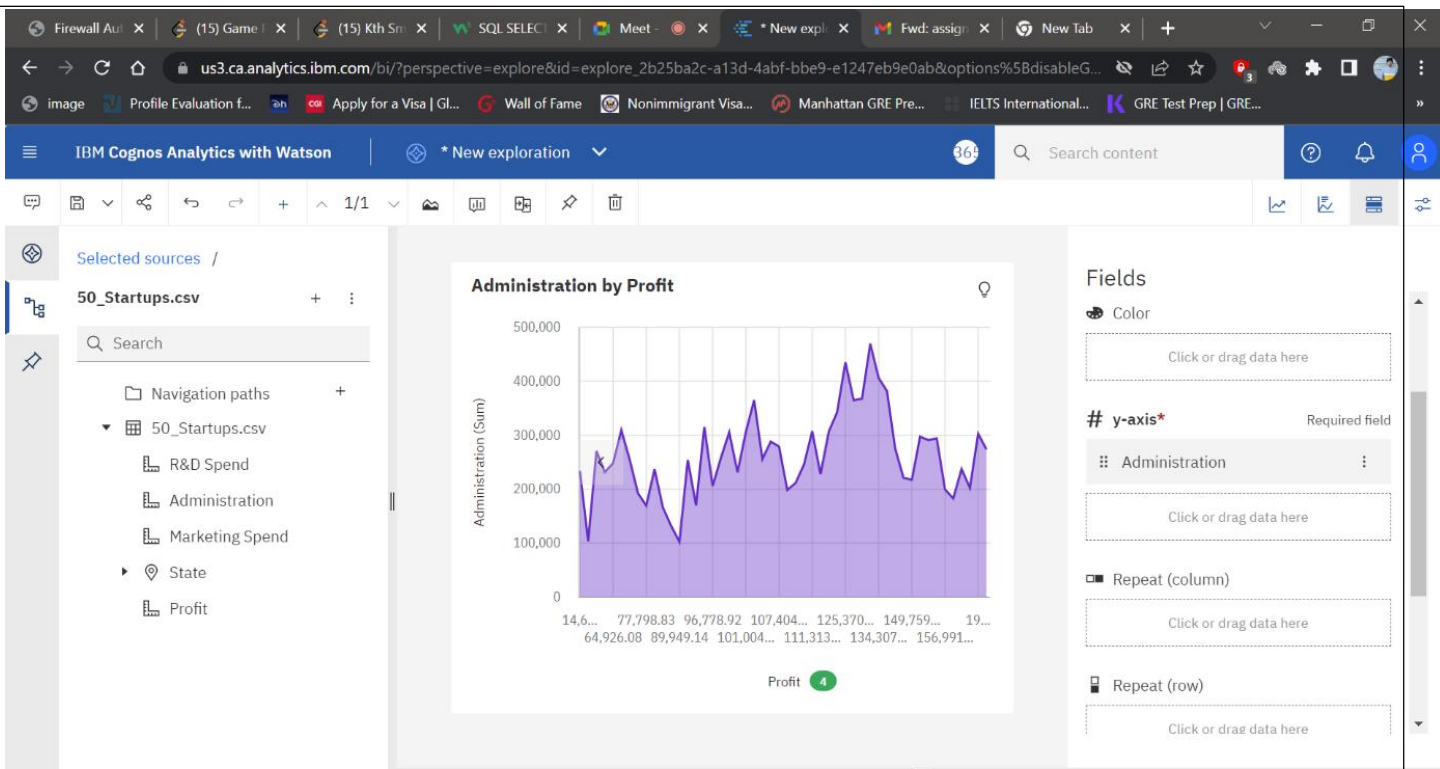 Firewall Aut (15) Game I (15) Kth Sm SQL SELECT Meet - * New explo Fwd: assign New Tab
us3.ca.analytics.ibm.com/bi/?perspective=explore&id=explore_2b25ba2c-a13d-4abf-bbe9-e1247eb9e0ab&options%5BdisableG...
image Profile Evaluation f... Apply for a Visa | Gl... Wall of Fame Nonimmigrant Visa... Manhattan GRE Pre... IELTS International... GRE Test Prep | GRE... »
IBM Cognos Analytics with Watson * New exploration 365 Search content
1/1
Selected sources /
50_Startups.csv
Search
Navigation paths
50_Startups.csv
R&D Spend
Administration
Marketing Spend
State
Profit
Administration by Profit
Administration (Sum)
500,000
400,000
300,000
200,000
100,000
0
14,6... 77,798.83 96,778.92 107,404... 125,370... 149,759... 19...
64,926.08 89,949.14 101,004... 111,313... 134,307... 156,991...
Profit 4
Fields
Color
Click or drag data here
# y-axis* Required field
Administration
Click or drag data here
Repeat (column)
Click or drag data here
Repeat (row)
Click or drag data here